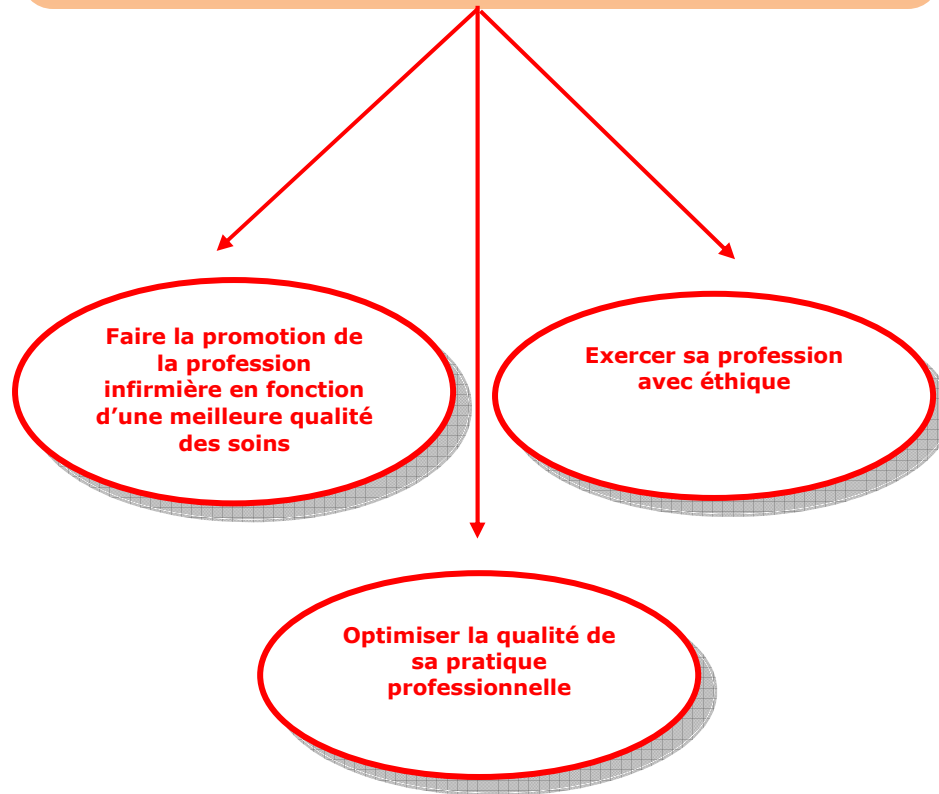 Faire la promotion de
la profession
infirmière en fonction
d'une meilleure qualité
des soins
Exercer sa profession
avec éthique
Optimiser la qualité de
sa pratique
professionnelle